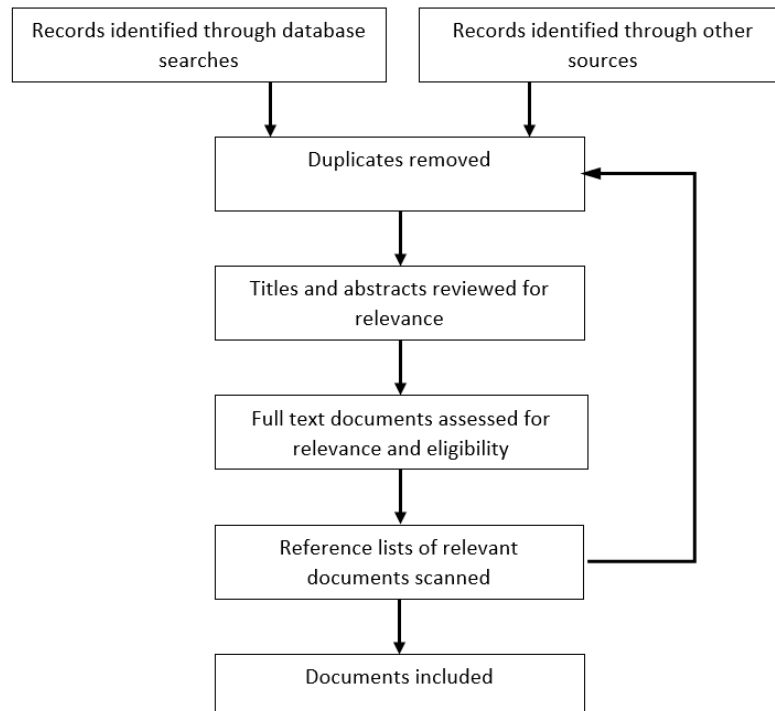 Records identified through database
searches
Records identified through other
sources
Duplicates removed
Titles and abstracts reviewed for
relevance
Full text documents assessed for
relevance and eligibility
Reference lists of relevant
documents scanned
Documents included